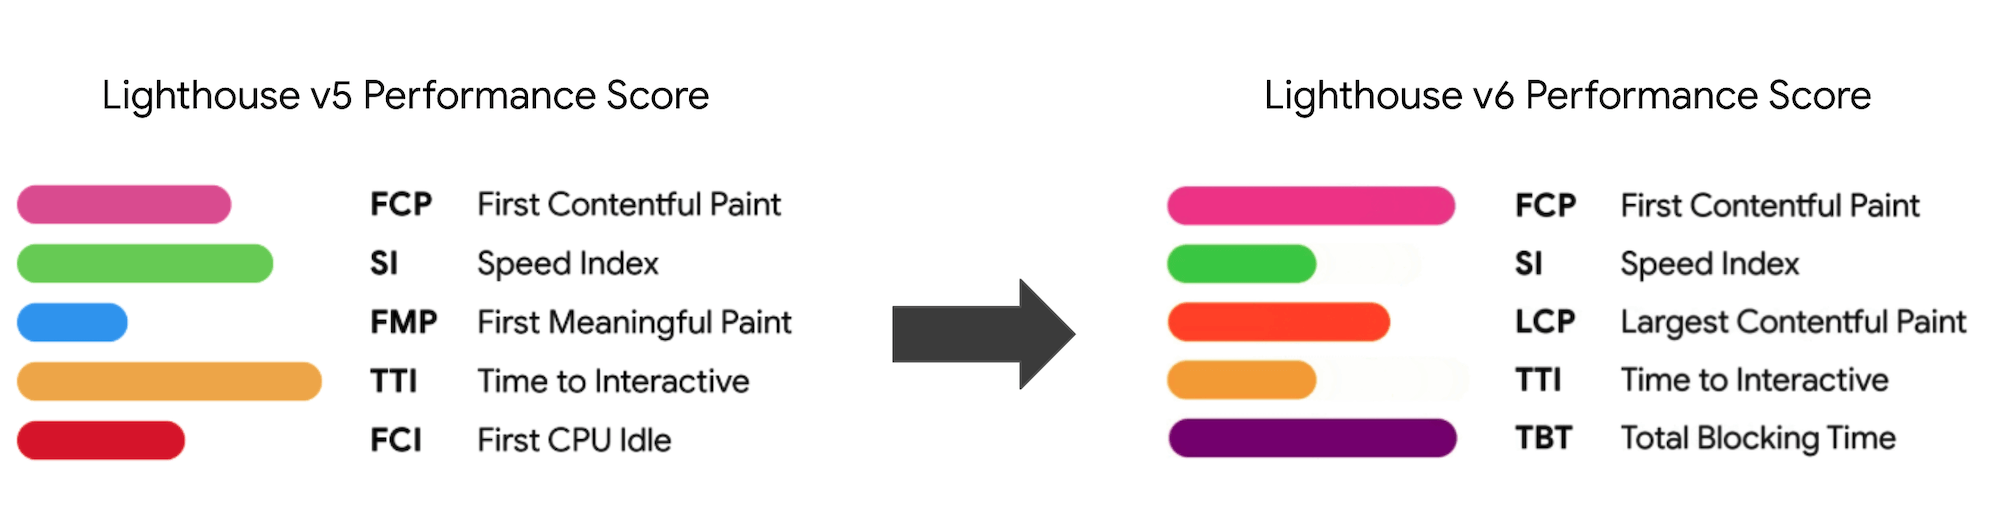 Lighthouse v5 Performance Score
FCP First Contentful Paint
SI Speed Index
FMP First Meaningful Paint
TTI Time to Interactive
FCI First CPU Idle
Lighthouse v6 Performance Score
FCP First Contentful Paint
SI Speed Index
LCP Largest Contentful Paint
TTI Time to Interactive
TBT Total Blocking Time